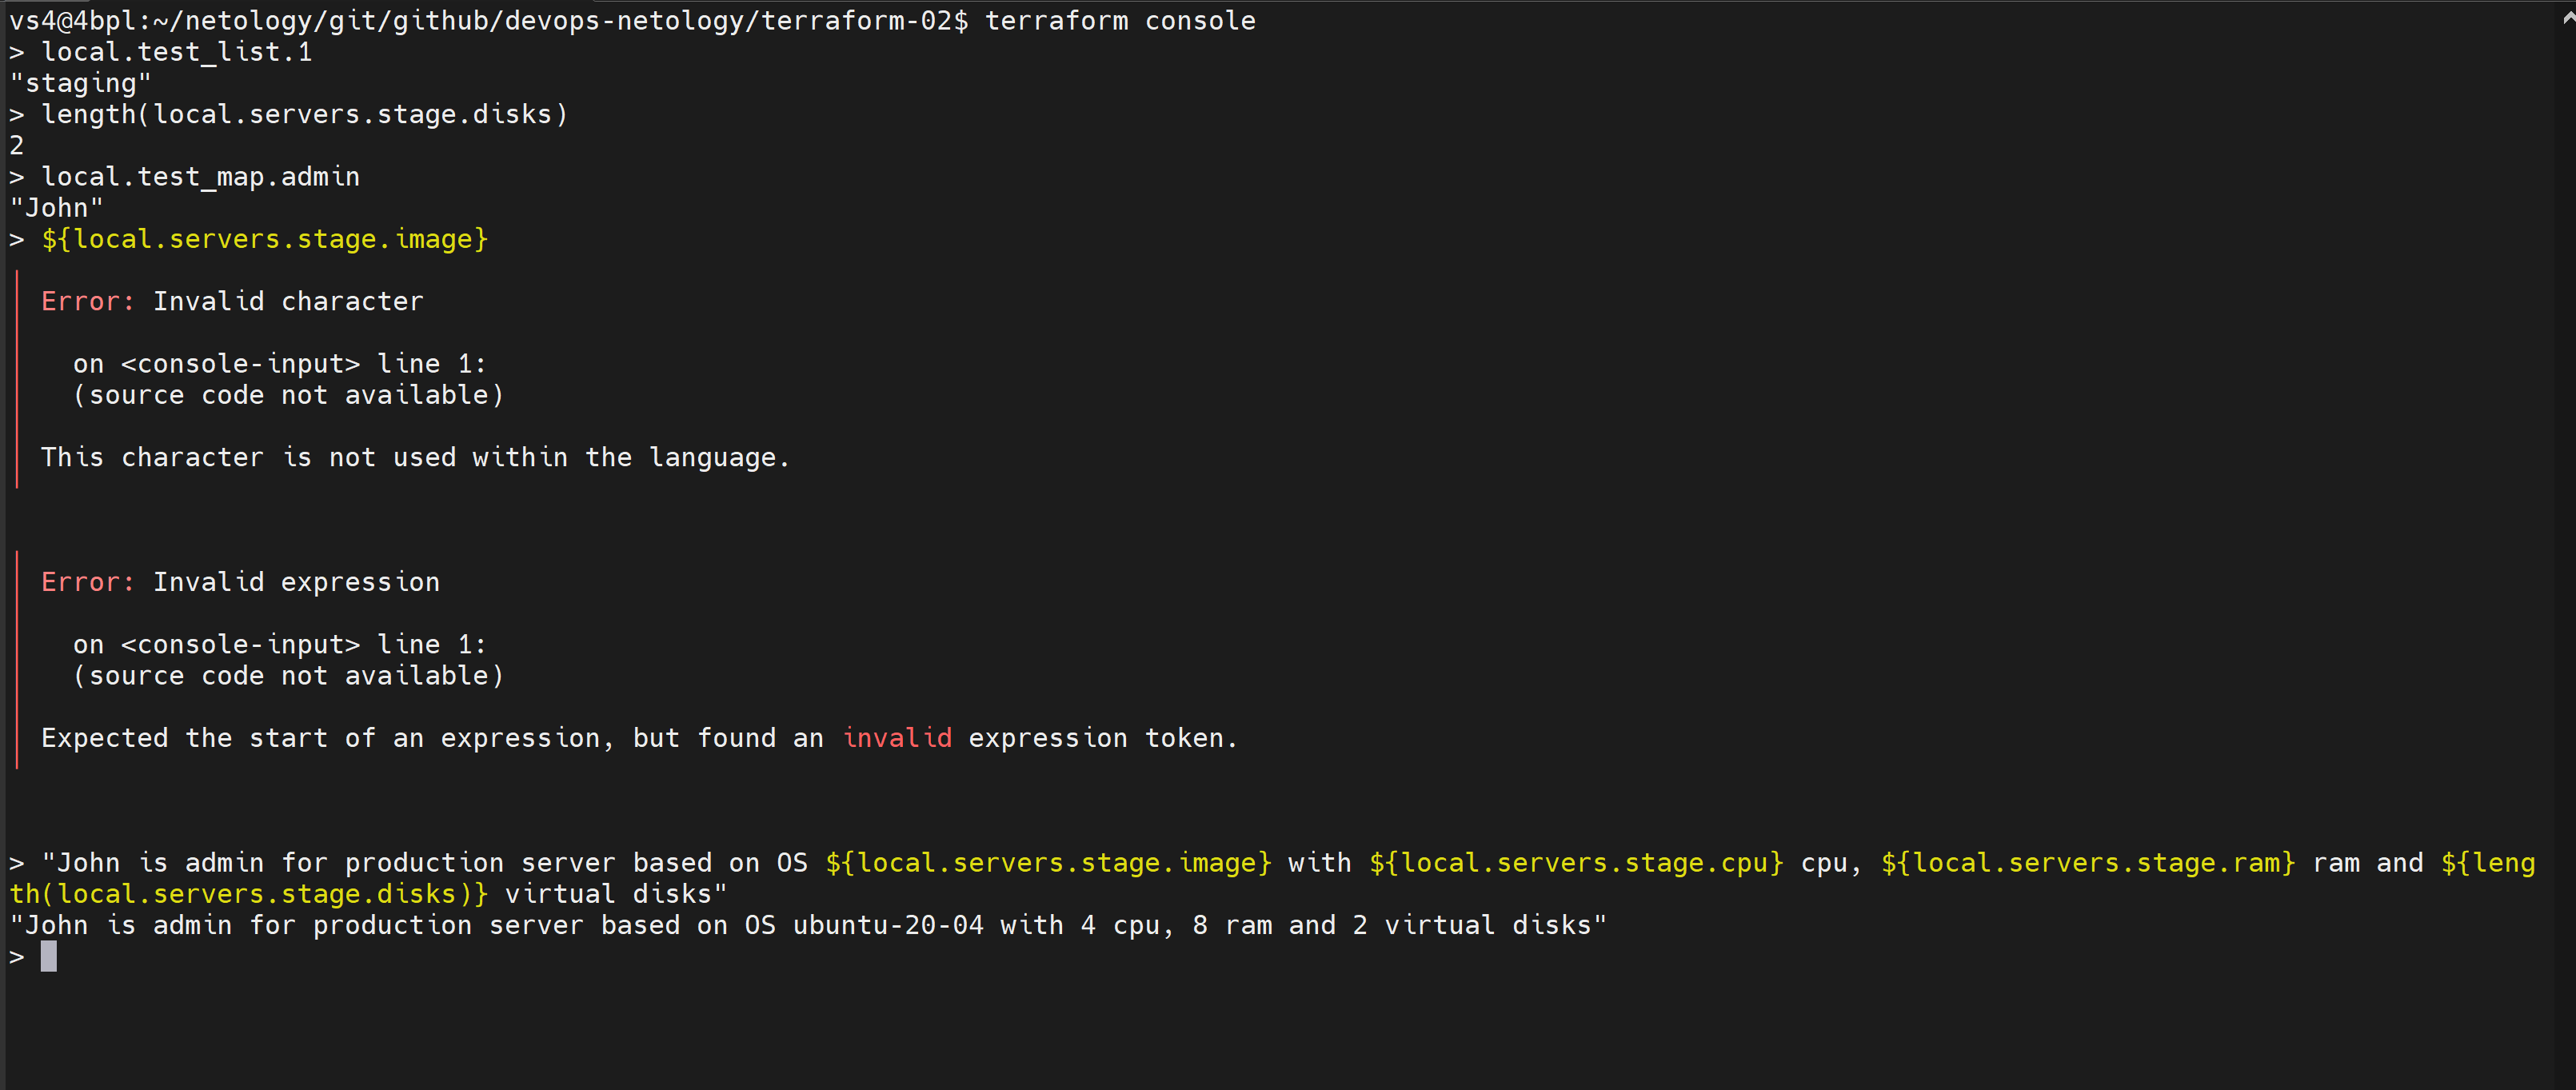 vs4@4bpl:~/netology/git/github/devops-netology/terraform-02$ terraform console
> local.test_list.1
"staging"
> length(local.servers.stage.disks)
2
> local.test_map.admin
"John"
> ${local.servers.stage.image}
Error: Invalid character
on <console-input> line 1:
(source code not available)
This character is not used within the language.
Error: Invalid expression
on <console-input> line 1:
(source code not available)
Expected the start of an expression, but found an invalid expression token.
> "John is admin for production server based on OS ${local.servers.stage.image} with ${local.servers.stage.cpu} cpu, ${local.servers.stage.ram} ram and ${leng
th(local.servers.stage.disks)} virtual disks"
"John is admin for production server based on OS ubuntu-20-04 with 4 cpu, 8 ram and 2 virtual disks"
>